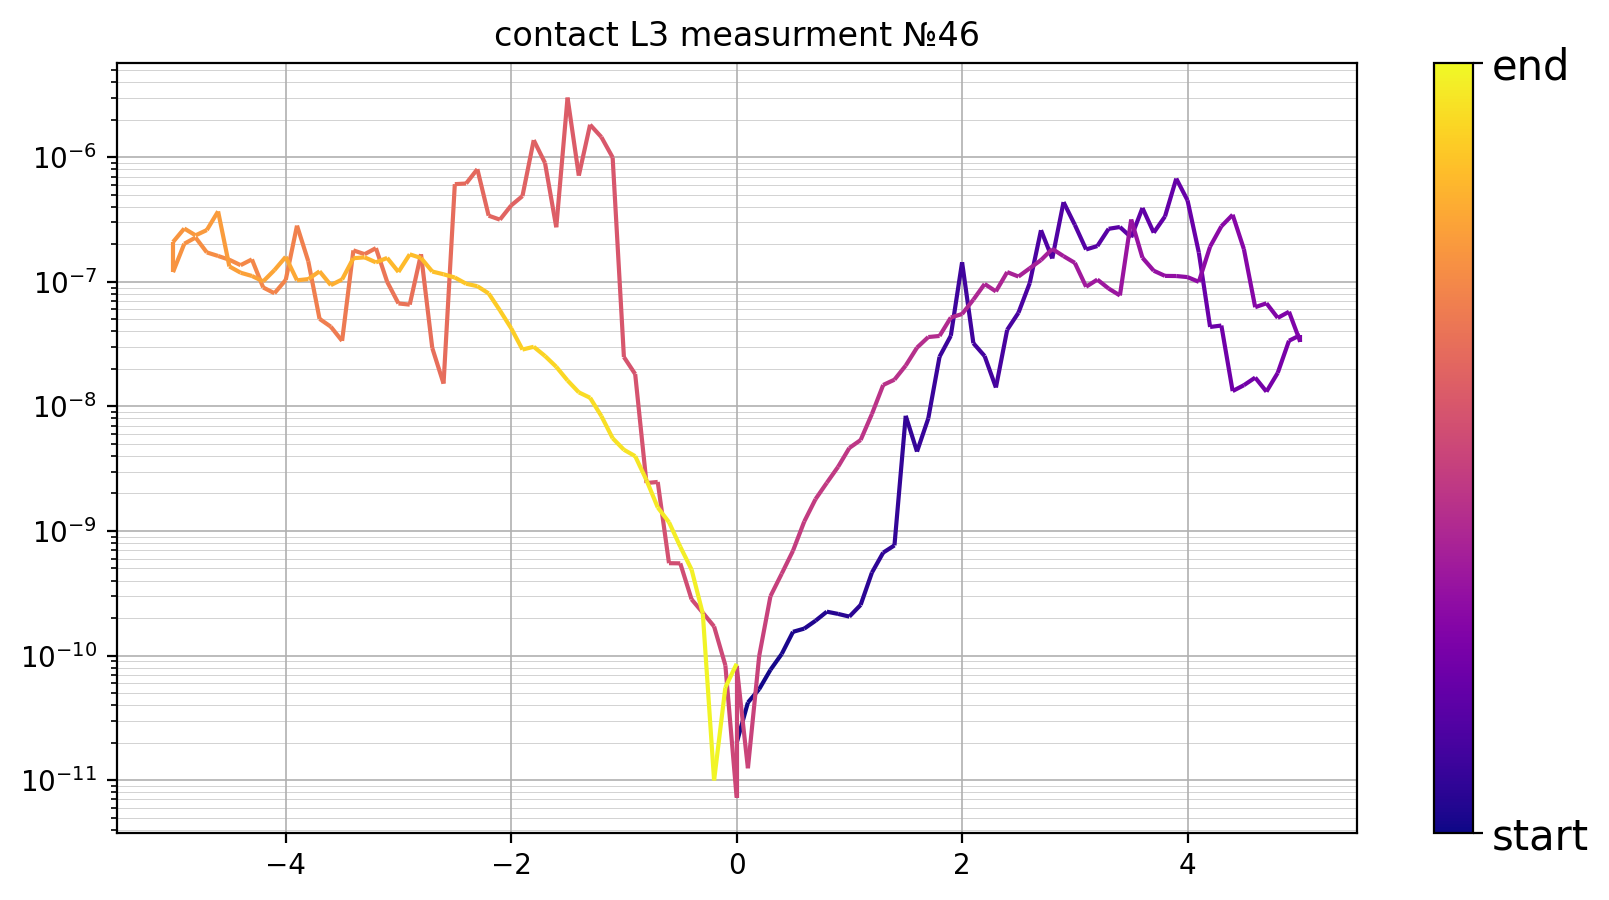 contact L3 measurment №46
end
10⁻⁶
10⁻⁷
10⁻⁸
10⁻⁹
10⁻¹⁰
10⁻¹¹
start
−4 −2 0 2 4